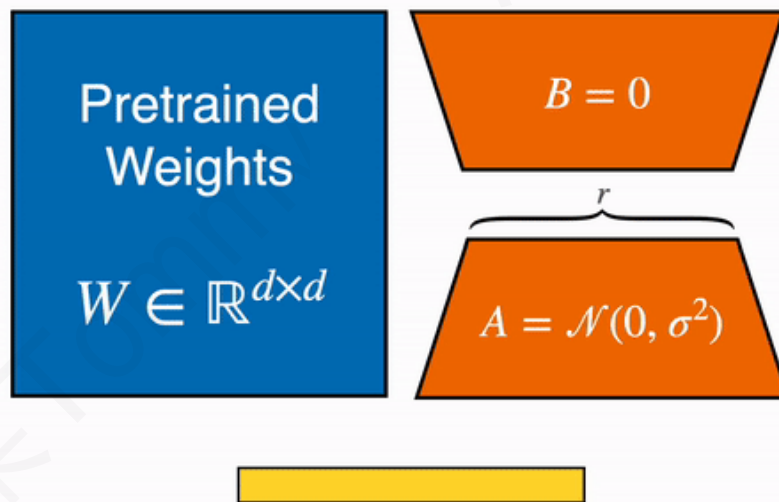 Pretrained
Weights
W ∈ ℝ^{d×d}
B = 0
r
A = 𝒩(0, σ²)